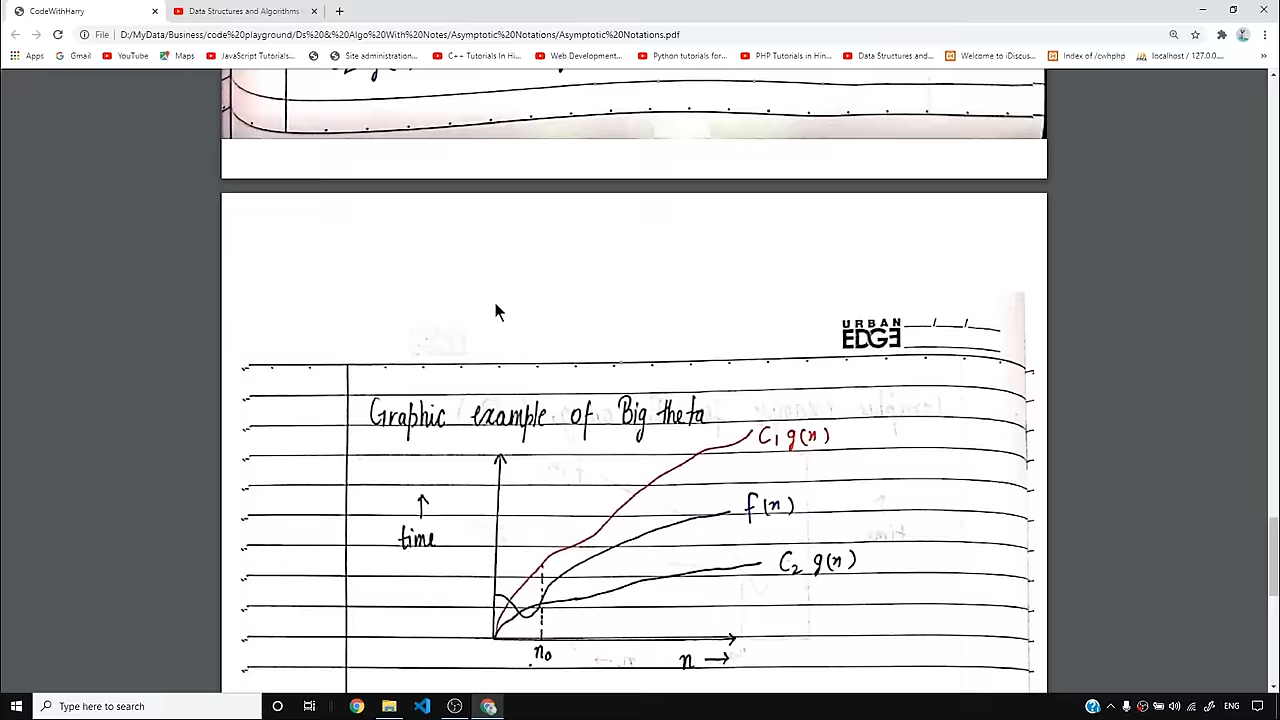 CodeWithHarry
Data Structures and Algorithms
File
D:/MyData/Business/code%20playground/Ds%20&%20Algo%20With%20Notes/Asymptotic%20Notations/Asymptotic%20Notations.pdf
Apps
Gmail
YouTube
Maps
JavaScript Tutorials...
Site administration...
C++ Tutorials In Hi...
Web Development...
Python tutorials for...
PHP Tutorials in Hin...
Data Structures and...
Welcome to iDiscus...
Index of /cwhphp
localhost / 127.0.0...
URBAN
EDGE
Graphic example of Big theta
C₁ g(n)
f(n)
time
C₂ g(n)
n₀
n →
Type here to search
ENG